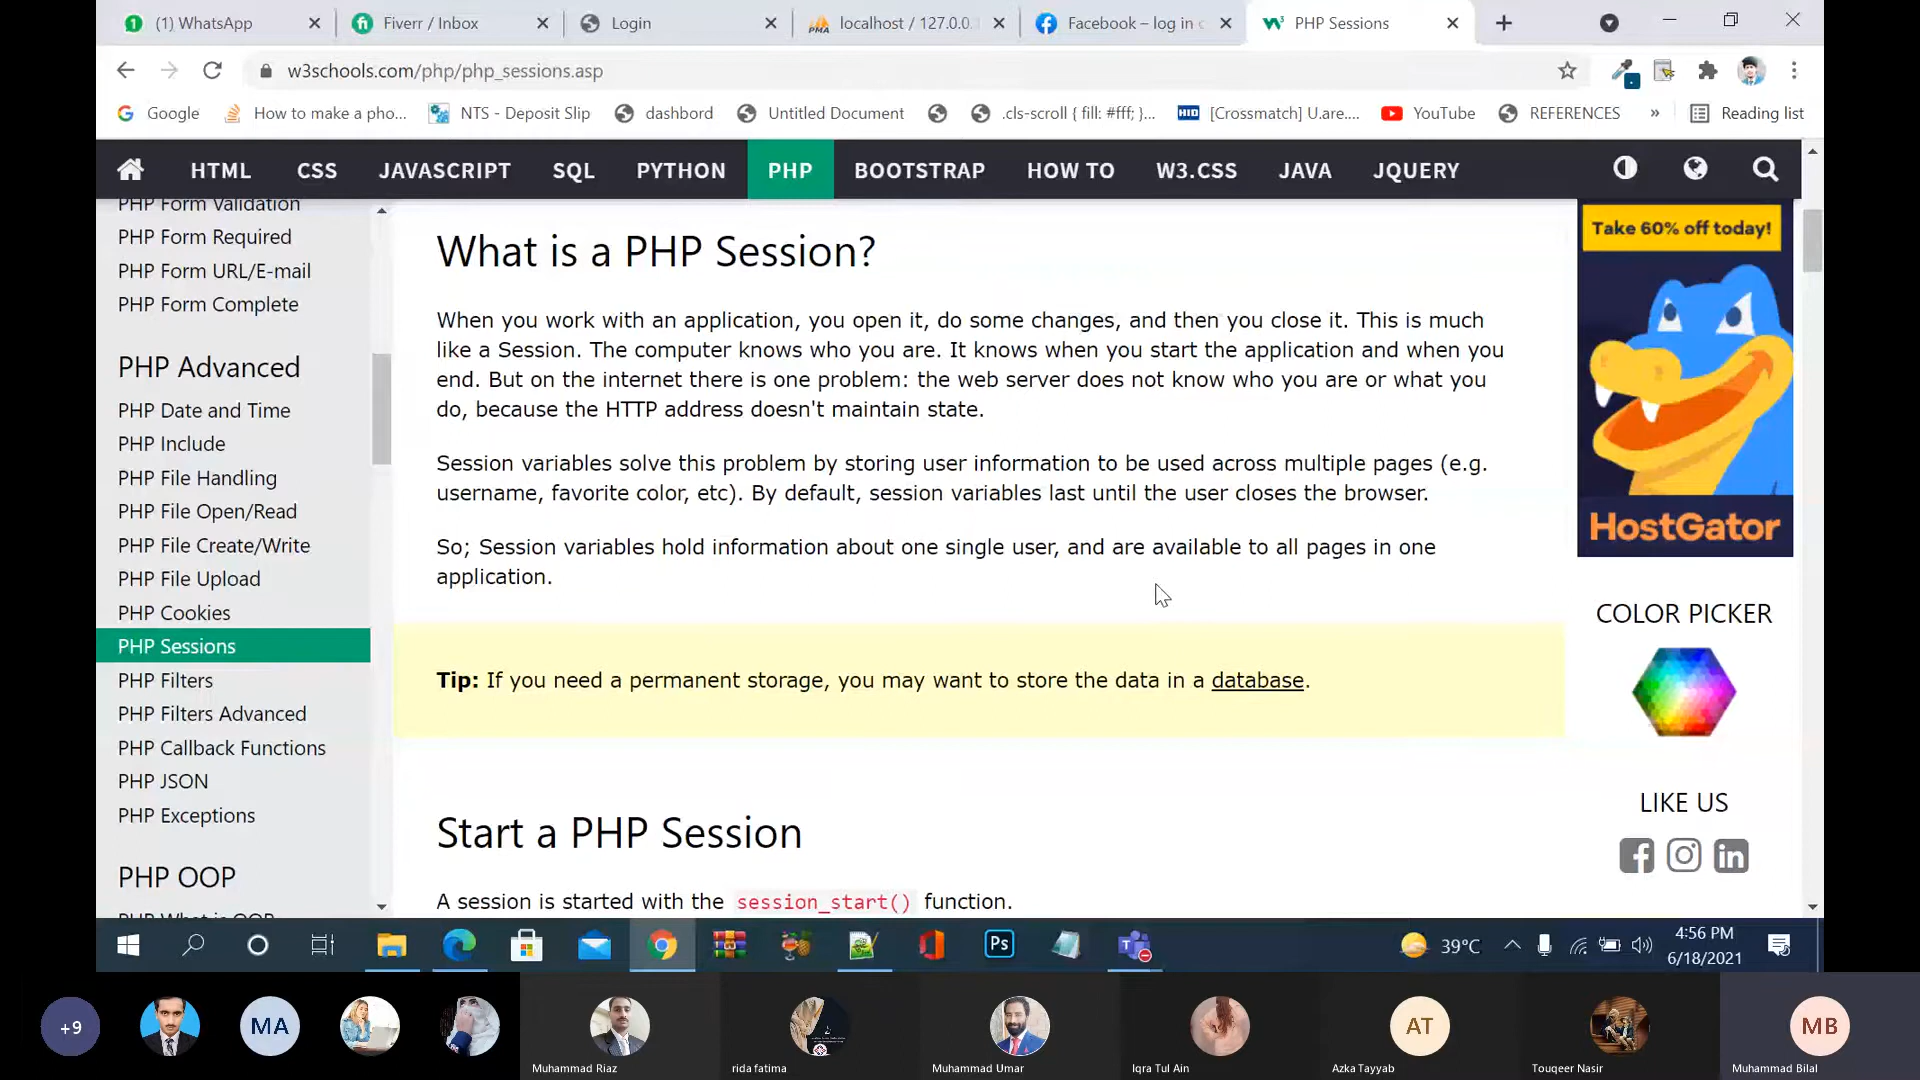 (1) WhatsApp
Fiverr / Inbox
Login
PMA
localhost / 127.0.0.
Facebook – log in o
PHP Sessions
w3schools.com/php/php_sessions.asp
Google
How to make a pho...
NTS - Deposit Slip
dashbord
Untitled Document
.cls-scroll { fill: #fff; }...
HID
[Crossmatch] U.are....
YouTube
REFERENCES
»
Reading list
HTML
CSS
JAVASCRIPT
SQL
PYTHON
PHP
BOOTSTRAP
HOW TO
W3.CSS
JAVA
JQUERY
PHP Form Validation
PHP Form Required
PHP Form URL/E-mail
PHP Form Complete
PHP Advanced
PHP Date and Time
PHP Include
PHP File Handling
PHP File Open/Read
PHP File Create/Write
PHP File Upload
PHP Cookies
PHP Sessions
PHP Filters
PHP Filters Advanced
PHP Callback Functions
PHP JSON
PHP Exceptions
PHP OOP
PHP What is OOP
What is a PHP Session?
When you work with an application, you open it, do some changes, and then you close it. This is much
like a Session. The computer knows who you are. It knows when you start the application and when you
end. But on the internet there is one problem: the web server does not know who you are or what you
do, because the HTTP address doesn't maintain state.
Session variables solve this problem by storing user information to be used across multiple pages (e.g.
username, favorite color, etc). By default, session variables last until the user closes the browser.
So; Session variables hold information about one single user, and are available to all pages in one
application.
Tip: If you need a permanent storage, you may want to store the data in a database.
Start a PHP Session
A session is started with the session_start() function.
Take 60% off today!
HostGator
COLOR PICKER
LIKE US
Ps
39°C
4:56 PM
6/18/2021
+9
MA
Muhammad Riaz
rida fatima
Muhammad Umar
Iqra Tul Ain
AT
Azka Tayyab
Touqeer Nasir
MB
Muhammad Bilal